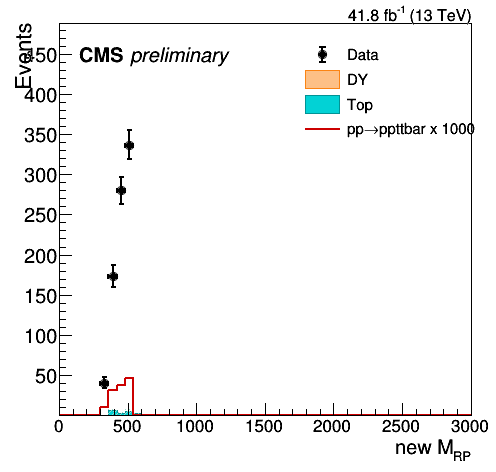 41.8 fb⁻¹ (13 TeV)
Events
CMS preliminary
Data
DY
Top
pp→ppttbar x 1000
450
400
350
300
250
200
150
100
50
0 500 1000 1500 2000 2500 3000
new M_RP